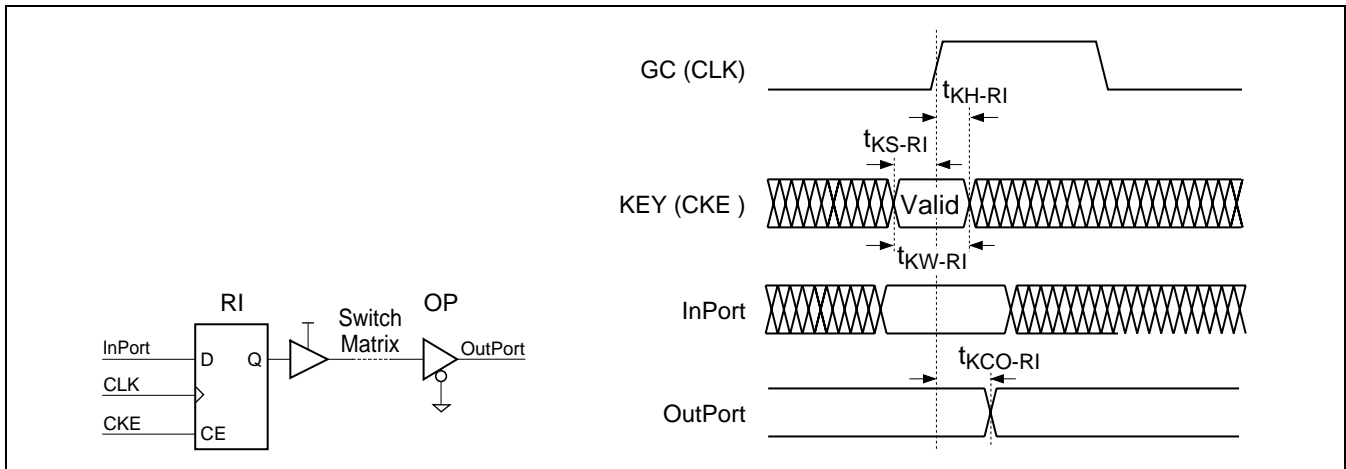 RI
OP
Switch
Matrix
InPort
D
Q
OutPort
CLK
CKE
CE
GC (CLK)
tKH-RI
tKS-RI
KEY (CKE )
Valid
tKW-RI
InPort
tKCO-RI
OutPort